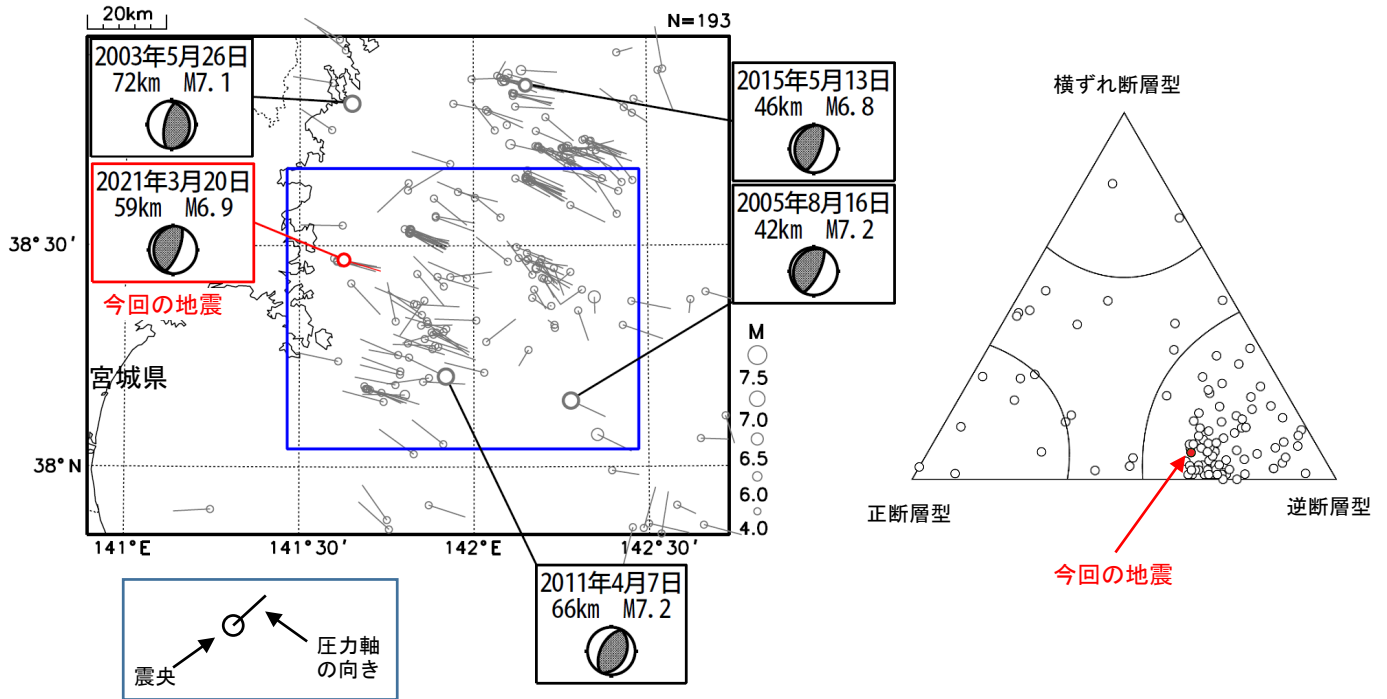 20km
N=193
2003年5月26日
72km M7.1
2015年5月13日
46km M6.8
2021年3月20日
59km M6.9
今回の地震
2005年8月16日
42km M7.2
38°30′
宮城県
38°N
M
7.5
7.0
6.5
6.0
4.0
141°E
141°30′
142°E
142°30′
2011年4月7日
66km M7.2
震央
圧力軸
の向き
横ずれ断層型
正断層型
逆断層型
今回の地震